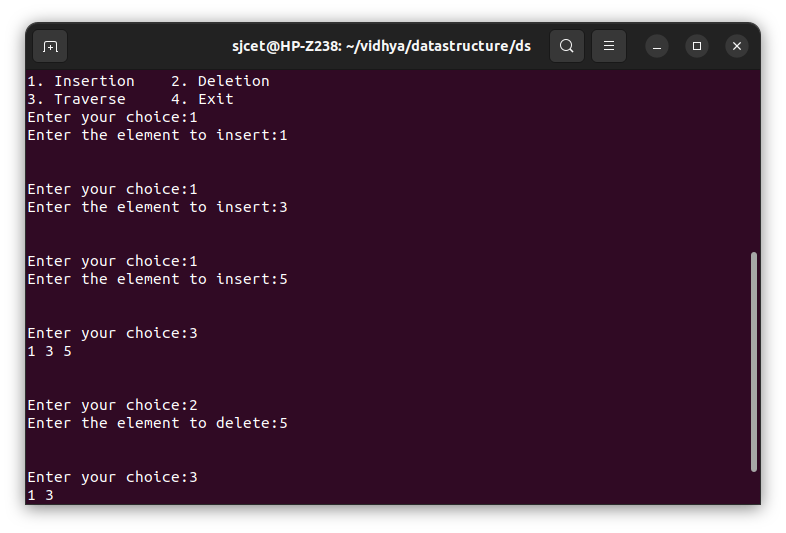 sjcet@HP-Z238: ~/vidhya/datastructure/ds
1. Insertion    2. Deletion
3. Traverse     4. Exit
Enter your choice:1
Enter the element to insert:1
Enter your choice:1
Enter the element to insert:3
Enter your choice:1
Enter the element to insert:5
Enter your choice:3
1 3 5
Enter your choice:2
Enter the element to delete:5
Enter your choice:3
1 3